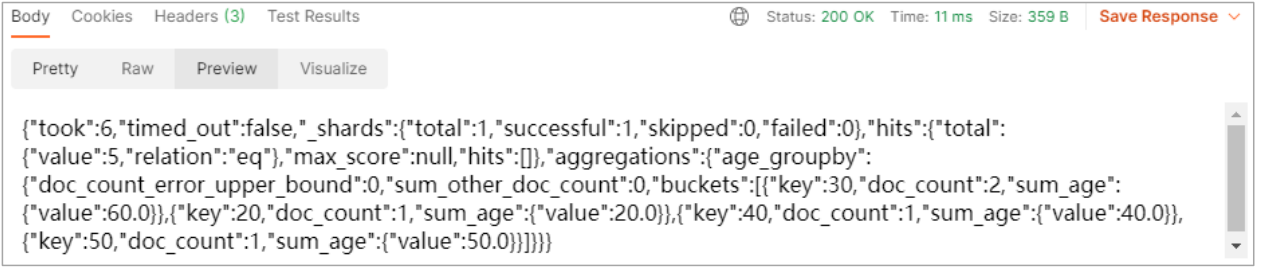 Body Cookies Headers (3) Test Results Status: 200 OK Time: 11 ms Size: 359 B Save Response
Pretty Raw Preview Visualize
{"took":6,"timed_out":false,"_shards":{"total":1,"successful":1,"skipped":0,"failed":0},"hits":{"total":
{"value":5,"relation":"eq"},"max_score":null,"hits":[]},"aggregations":{"age_groupby":
{"doc_count_error_upper_bound":0,"sum_other_doc_count":0,"buckets":[{"key":30,"doc_count":2,"sum_age":
{"value":60.0}},{"key":20,"doc_count":1,"sum_age":{"value":20.0}},{"key":40,"doc_count":1,"sum_age":{"value":40.0}},
{"key":50,"doc_count":1,"sum_age":{"value":50.0}}]}}}